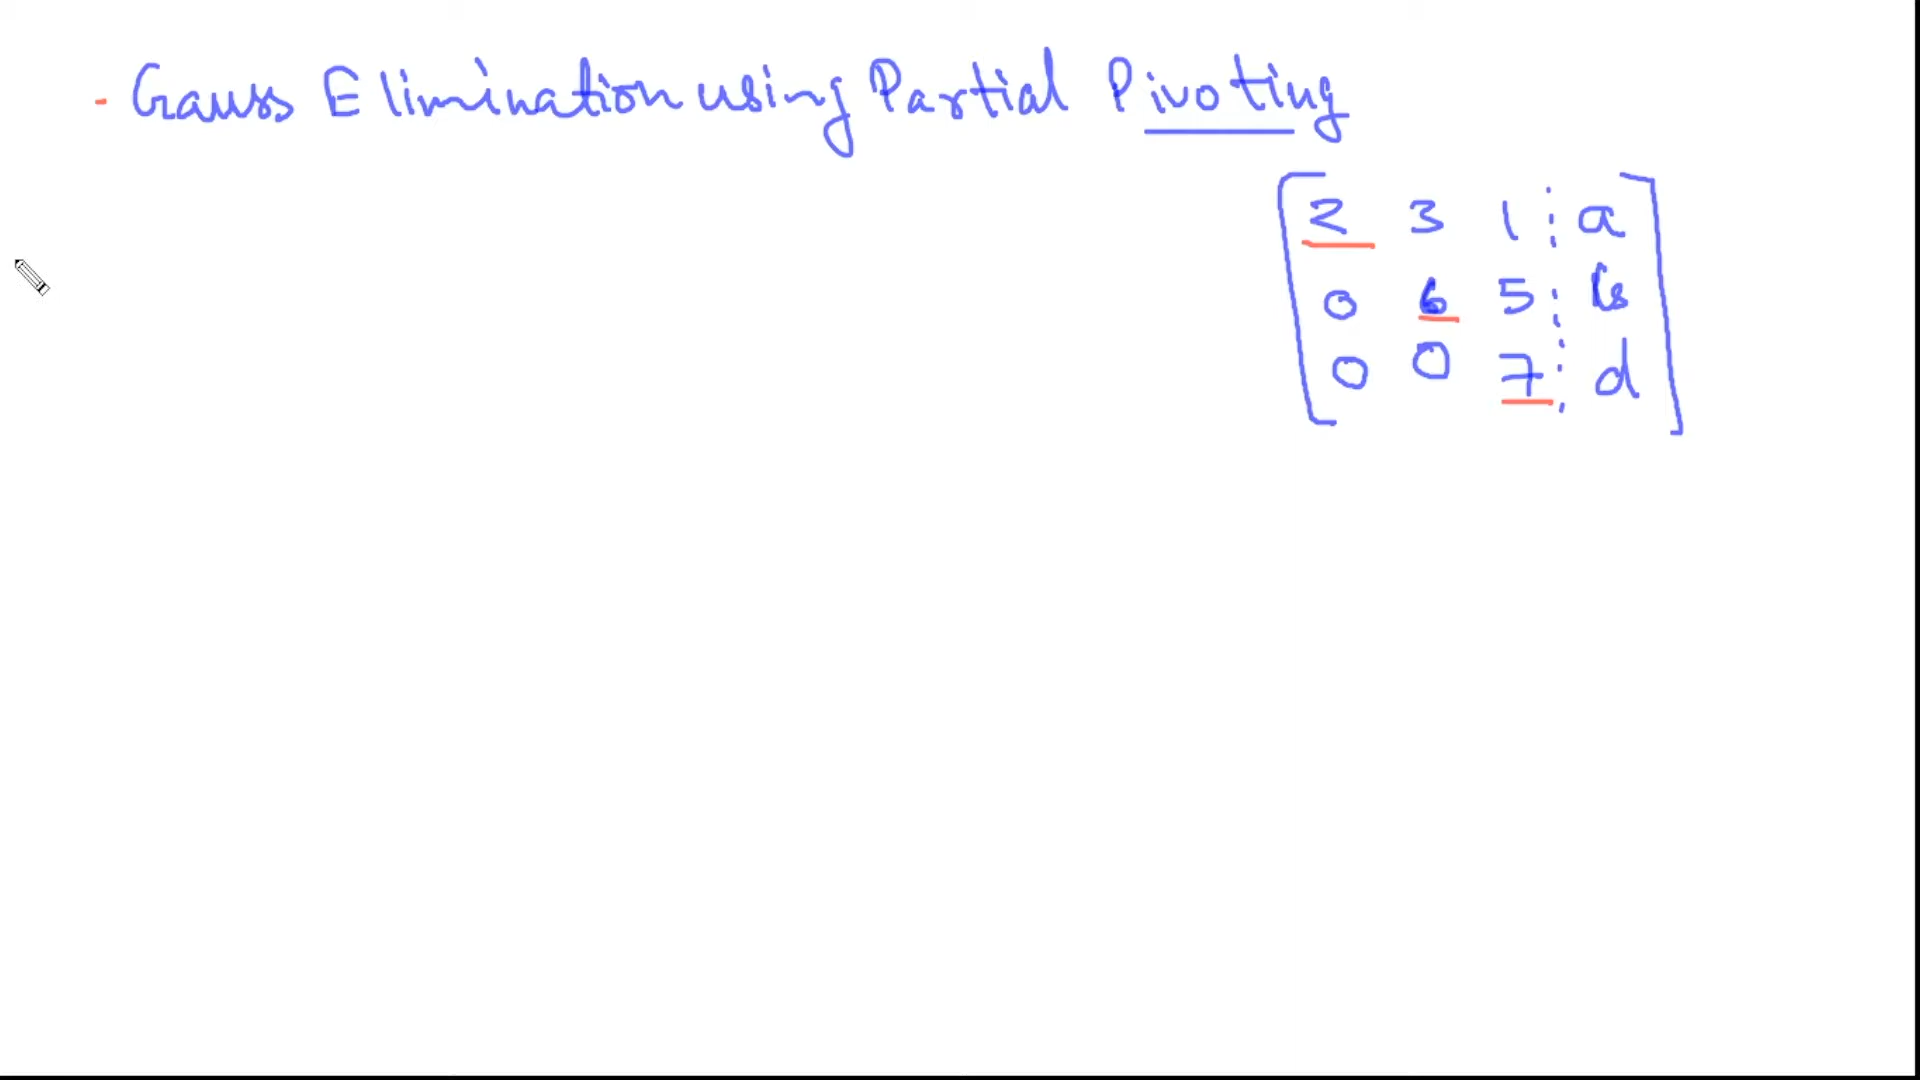 - Gauss Elimination using Partial Pivoting
2 3 1 : a
0 6 5 : b
0 0 7 : d